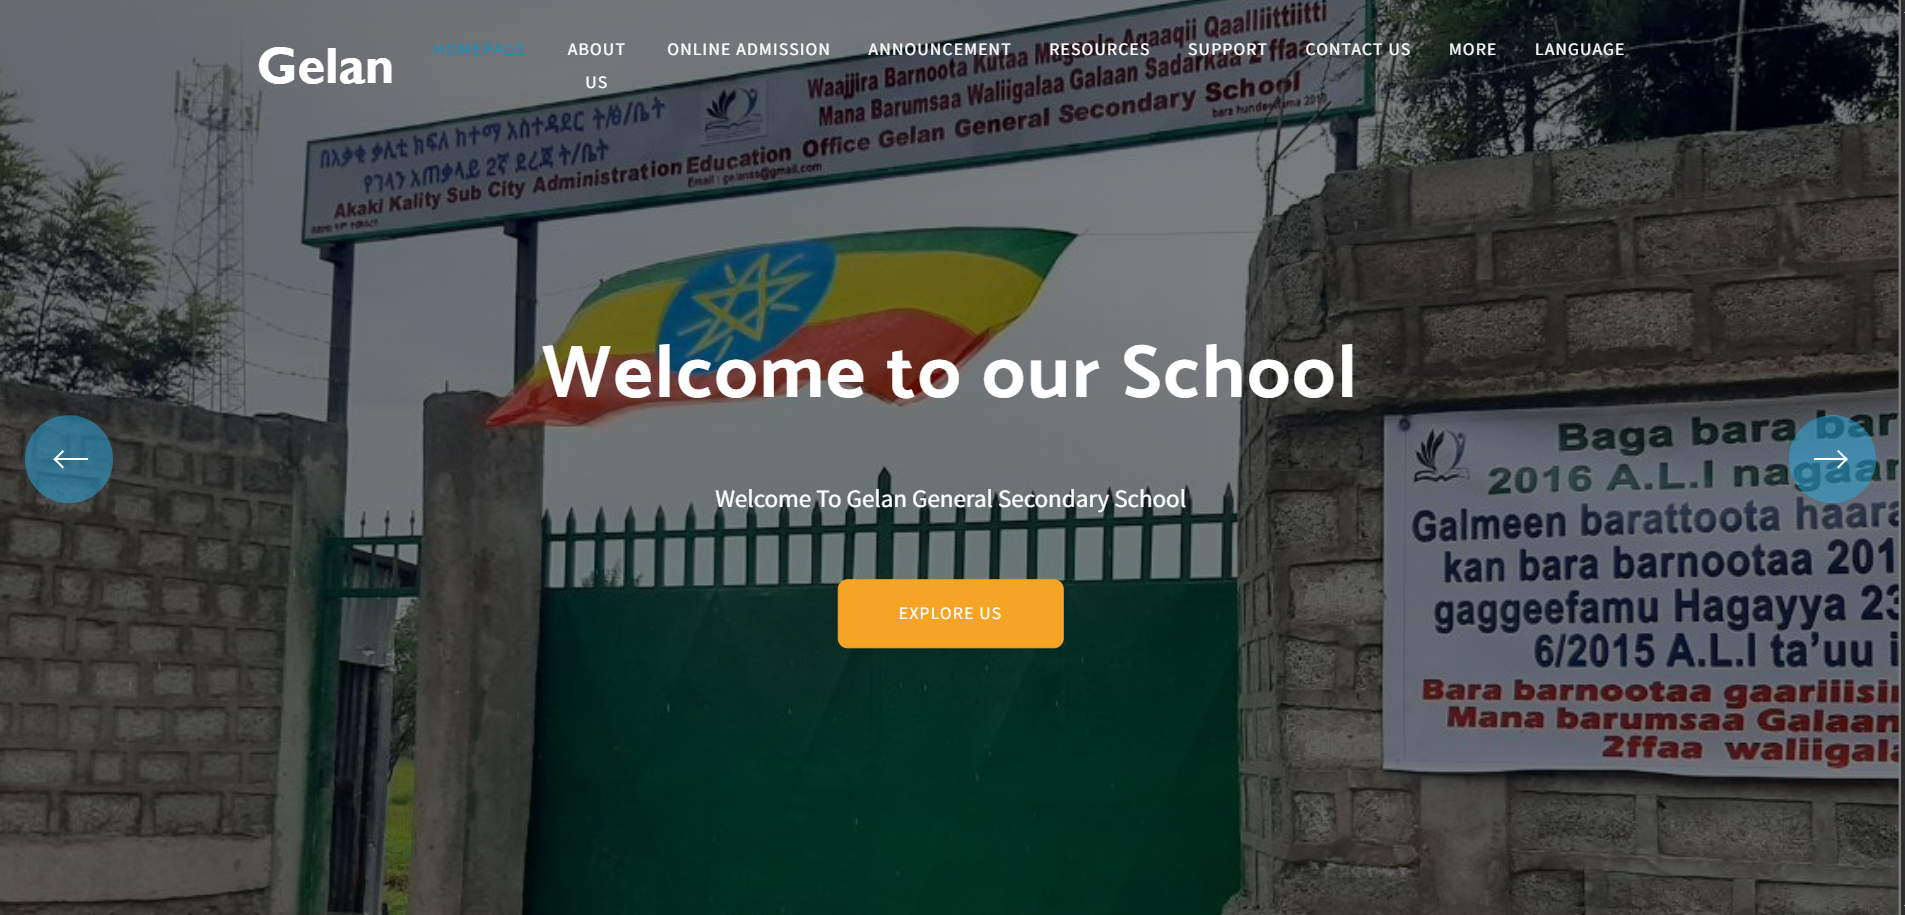 Gelan
HOMEPAGE
ABOUT US
ONLINE ADMISSION
ANNOUNCEMENT
RESOURCES
SUPPORT
CONTACT US
MORE
LANGUAGE
በአቃቂ ቃሊቲ ክፍለ ከተማ አስተዳደር ት/ፅ/ቤት
የገላን አጠቃላይ 2ኛ ደረጃ ት/ቤት
Akaki Kality Sub City Administration Education Office Gelan General Secondary School
Email : gelanss@gmail.com
Waajjira Barnoota Kutaa Magaala Aqaaqii Qaalliittiitti
Mana Barumsaa Waliigalaa Galaan Sadarkaa 2ffaa
Welcome to our School
Welcome To Gelan General Secondary School
EXPLORE US
Baga bara bar
2016 A.L.I nagaa
Galmeen barattoota haara
kan bara barnootaa 201
gaggeefamu Hagayya 23
6/2015 A.L.I ta'uu i
Bara barnootaa gaariiisi
Mana barumsaa Galaan
2ffaa waliigala